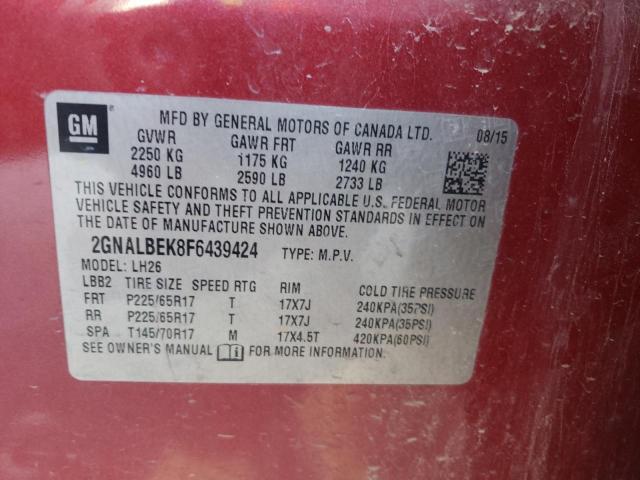 GM
MFD BY GENERAL MOTORS OF CANADA LTD. 08/15
GVWR GAWR FRT GAWR RR
2250 KG 1175 KG 1240 KG
4960 LB 2590 LB 2733 LB
THIS VEHICLE CONFORMS TO ALL APPLICABLE U.S. FEDERAL MOTOR
VEHICLE SAFETY AND THEFT PREVENTION STANDARDS IN EFFECT ON
THE DATE OF MANUFACTURE SHOWN ABOVE.
2GNALBEK8F6439424 TYPE: M.P.V.
MODEL: LH26
LBB2 TIRE SIZE SPEED RTG RIM COLD TIRE PRESSURE
FRT P225/65R17 T 17X7J 240KPA(35PSI)
RR P225/65R17 T 17X7J 240KPA(35PSI)
SPA T145/70R17 M 17X4.5T 420KPA(60PSI)
SEE OWNER'S MANUAL FOR MORE INFORMATION.